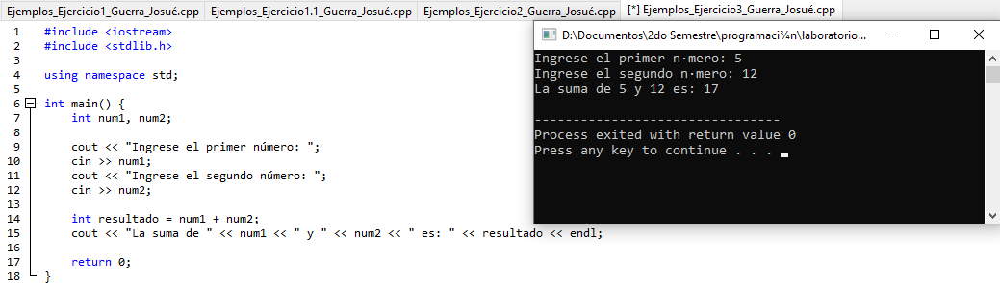 Ejemplos_Ejercicio1_Guerra_Josué.cpp Ejemplos_Ejercicio1.1_Guerra_Josué.cpp Ejemplos_Ejercicio2_Guerra_Josué.cpp [*] Ejemplos_Ejercicio3_Guerra_Josué.cpp
1 #include <iostream>
2 #include <stdlib.h>
3
4 using namespace std;
5
6 int main() {
7 int num1, num2;
8
9 cout << "Ingrese el primer número: ";
10 cin >> num1;
11 cout << "Ingrese el segundo número: ";
12 cin >> num2;
13
14 int resultado = num1 + num2;
15 cout << "La suma de " << num1 << " y " << num2 << " es: " << resultado << endl;
16
17 return 0;
18 }
D:\Documentos\2do Semestre\programaci¾n\laboratorio...
Ingrese el primer n·mero: 5
Ingrese el segundo n·mero: 12
La suma de 5 y 12 es: 17
--------------------------------
Process exited with return value 0
Press any key to continue . . .